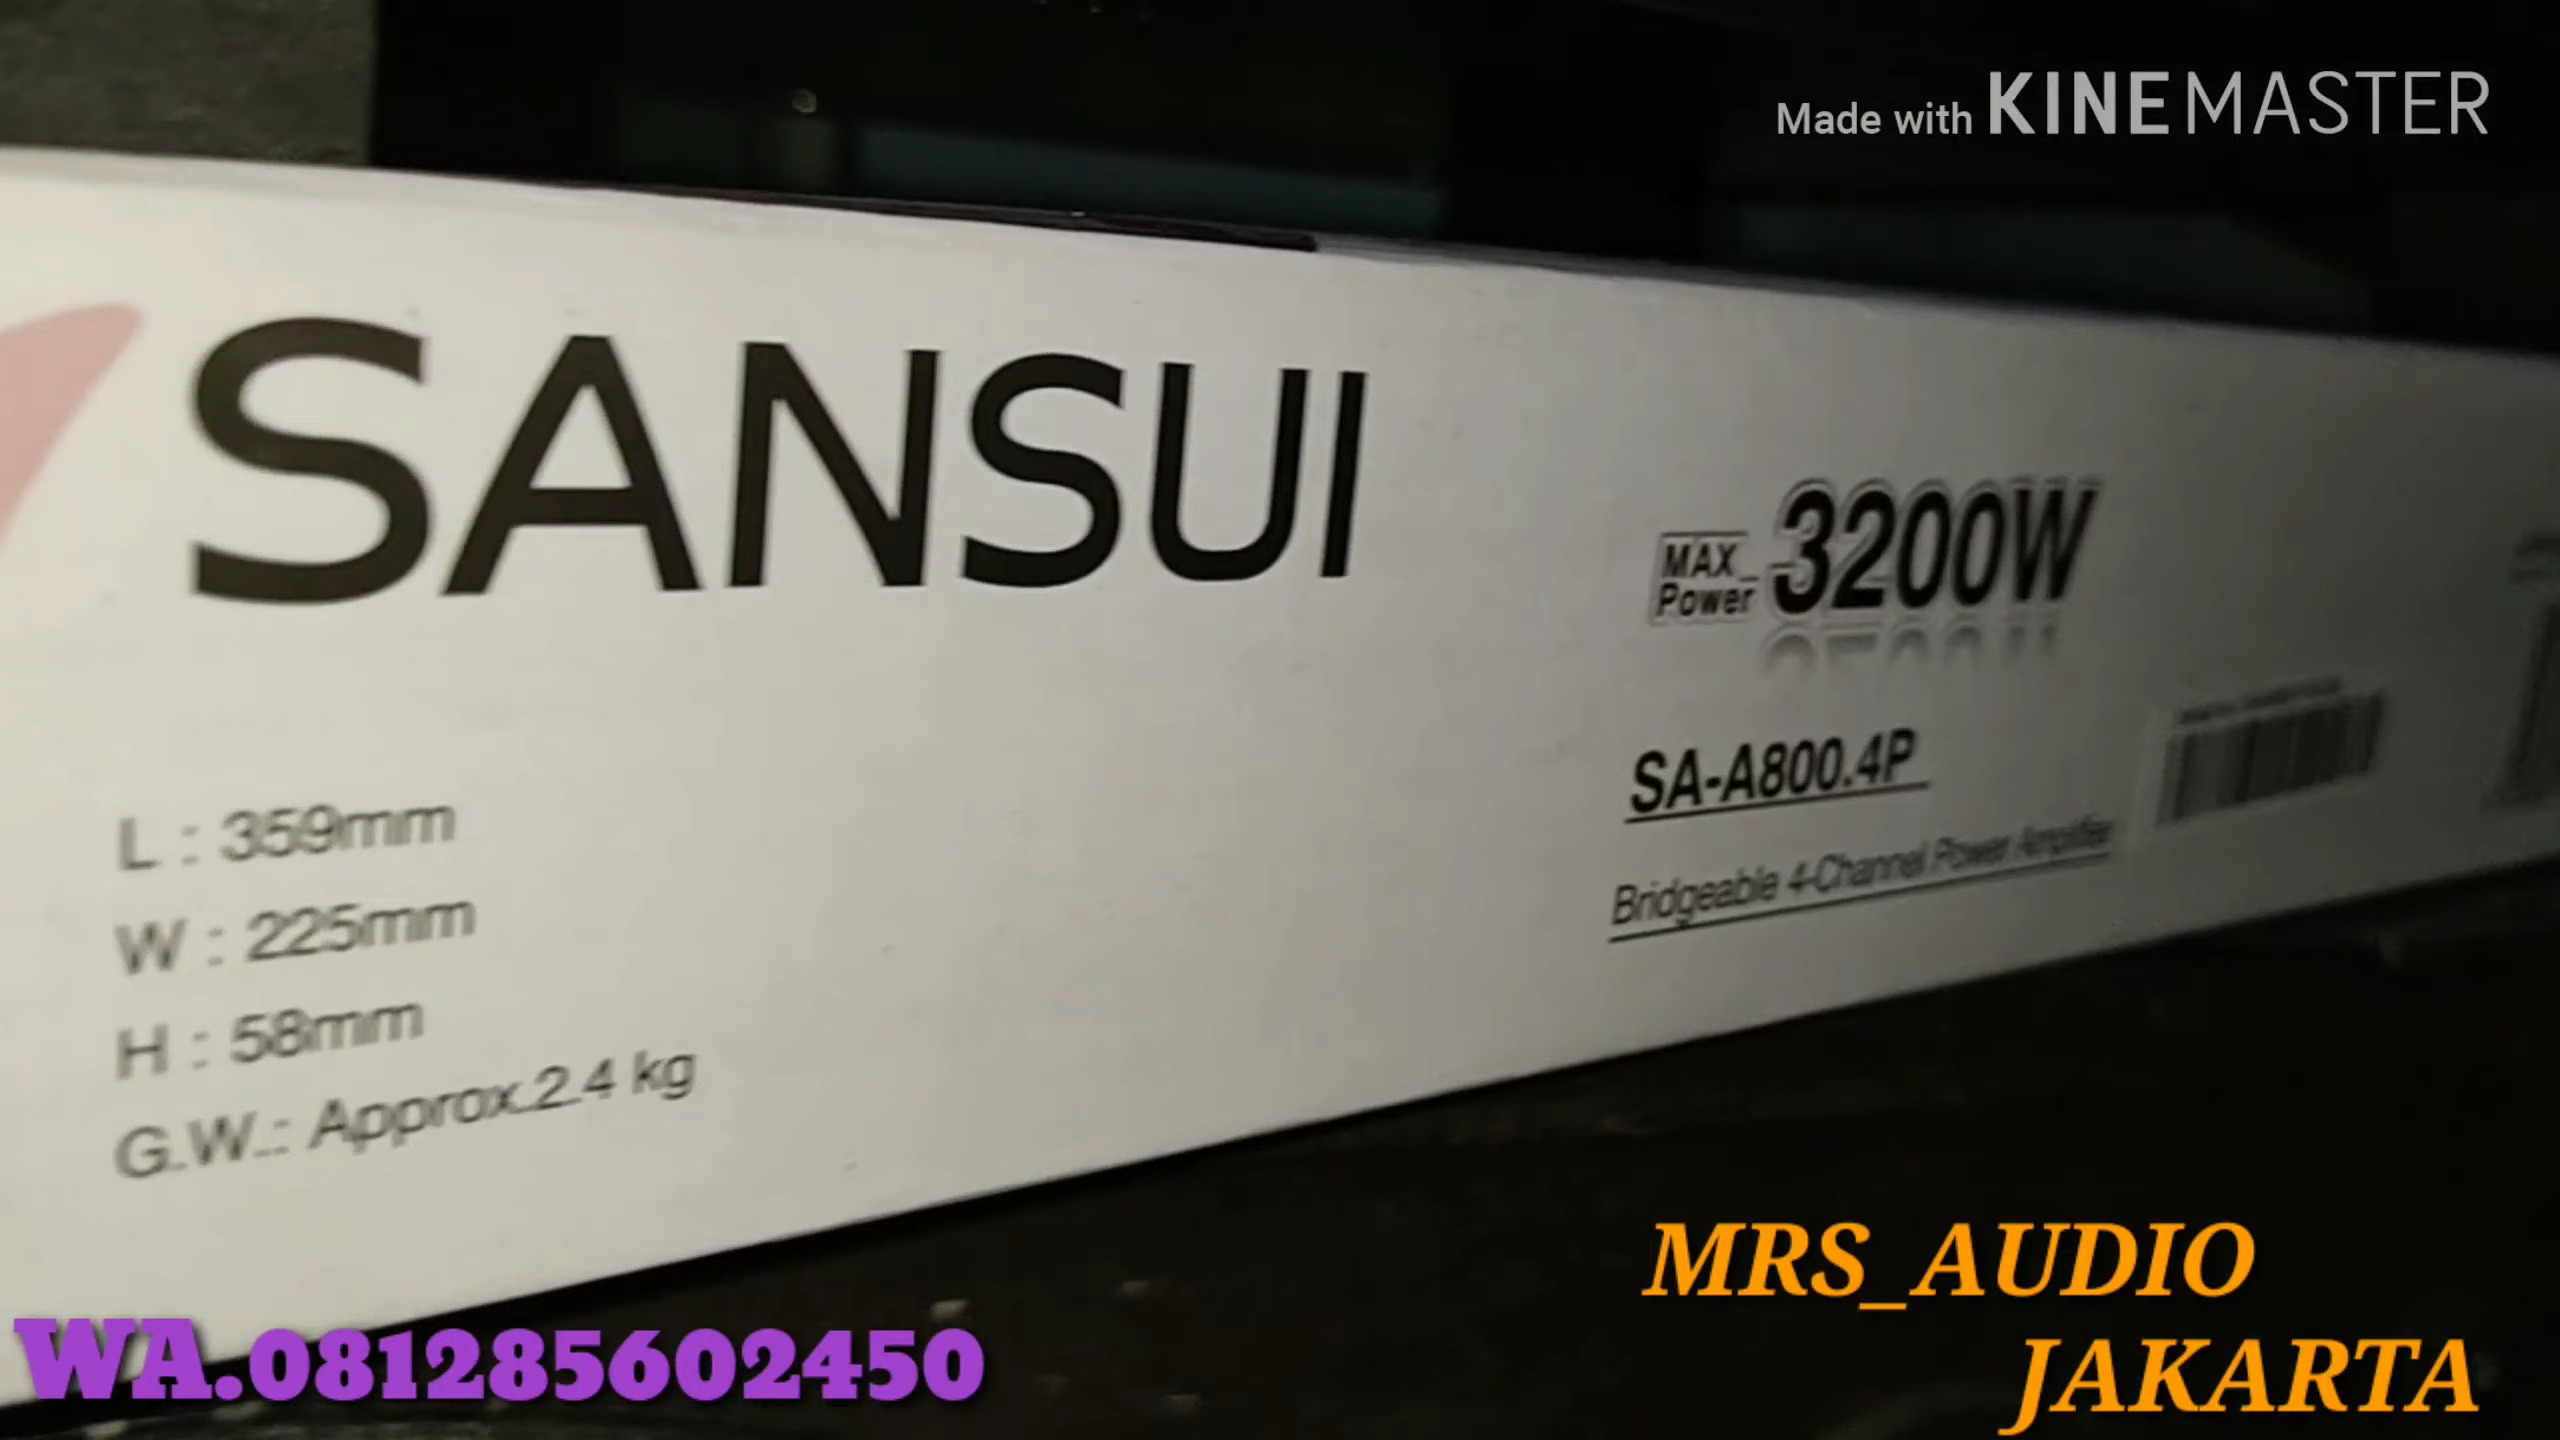 Made with KINEMASTER
SANSUI
MAX
Power 3200W
SA-A800.4P
Bridgeable 4-Channel Power Amplifier
L : 359mm
W : 225mm
H : 58mm
G.W.: Approx.2.4 kg
MRS_AUDIO
JAKARTA
WA.081285602450